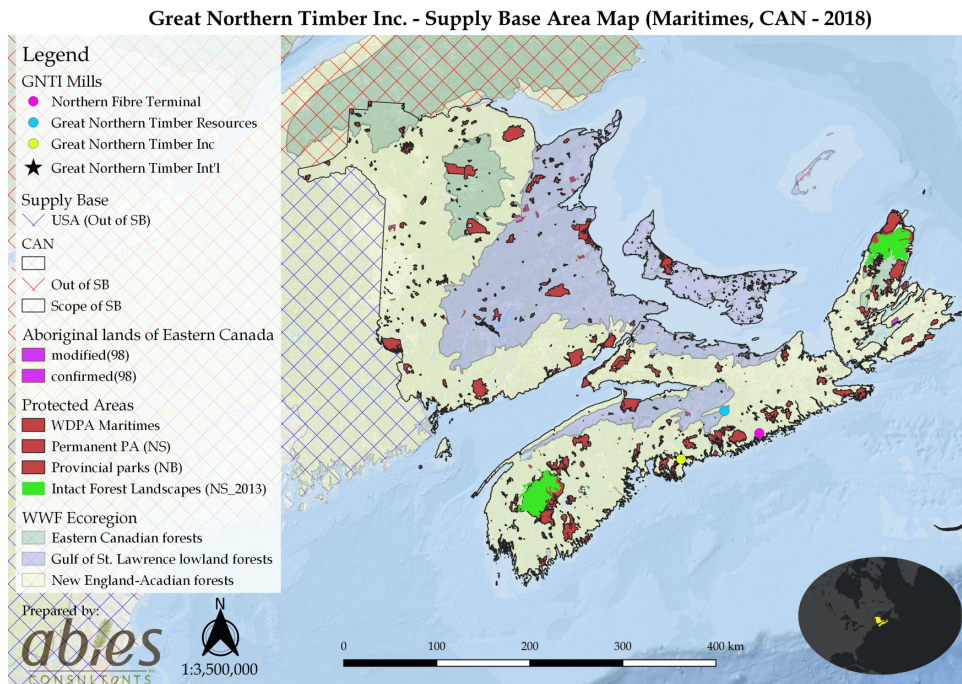 Great Northern Timber Inc. - Supply Base Area Map (Maritimes, CAN - 2018)
Legend
GNTI Mills
Northern Fibre Terminal
Great Northern Timber Resources
Great Northern Timber Inc
Great Northern Timber Int'l
Supply Base
USA (Out of SB)
CAN
Out of SB
Scope of SB
Aboriginal lands of Eastern Canada
modified(98)
confirmed(98)
Protected Areas
WDPA Maritimes
Permanent PA (NS)
Provincial parks (NB)
Intact Forest Landscapes (NS_2013)
WWF Ecoregion
Eastern Canadian forests
Gulf of St. Lawrence lowland forests
New England-Acadian forests
Prepared by:
abies
CONSULTANTS
N
1:3,500,000
0 100 200 300 400 km